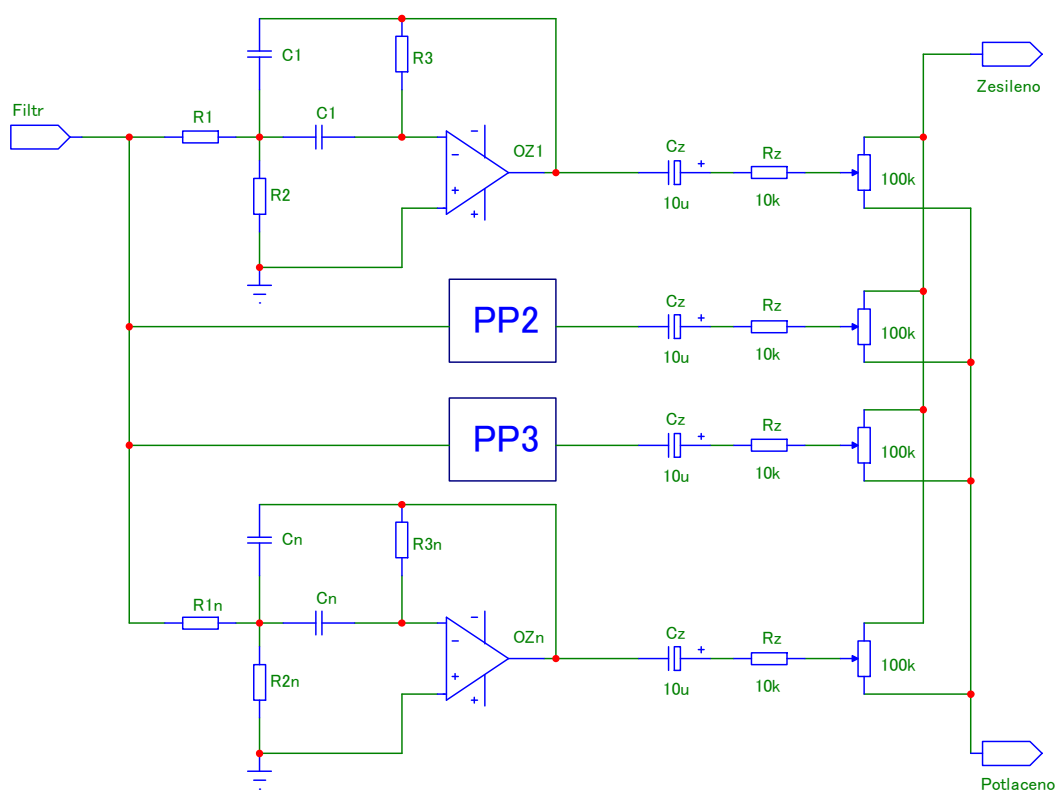 Filtr
C1
R3
R1
C1
R2
OZ1
Cz
+
10u
Rz
10k
100k
Zesileno
PP2
Cz
+
10u
Rz
10k
100k
PP3
Cz
+
10u
Rz
10k
100k
Cn
R3n
R1n
Cn
R2n
OZn
Cz
+
10u
Rz
10k
100k
Potlaceno